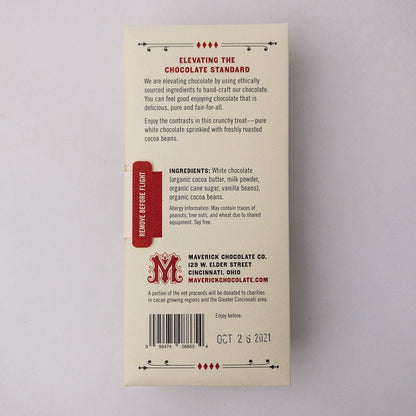 ELEVATING THE
CHOCOLATE STANDARD
We are elevating chocolate by using ethically
sourced ingredients to hand-craft our chocolate.
You can feel good enjoying chocolate that is
delicious, pure and fair-for-all.
Enjoy the contrasts in this crunchy treat—pure
white chocolate sprinkled with freshly roasted
cocoa beans.
REMOVE BEFORE FLIGHT
INGREDIENTS: White chocolate
(organic cocoa butter, milk powder,
organic cane sugar, vanilla beans),
organic cocoa beans.
Allergy Information: May contain traces of
peanuts, tree nuts, and wheat due to shared
equipment. Soy free.
M
MAVERICK CHOCOLATE CO.
129 W. ELDER STREET
CINCINNATI, OHIO
MAVERICKCHOCOLATE.COM
A portion of the net proceeds will be donated to charities
in cacao growing regions and the Greater Cincinnati area.
Enjoy before:
OCT 26 2021
0 95474 08865 4